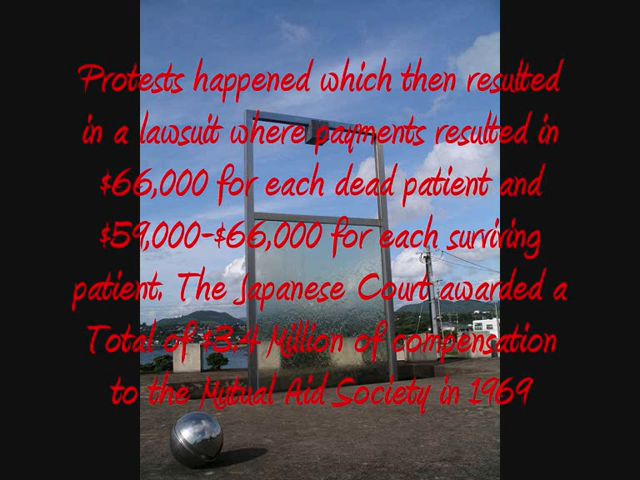 Protests happened which then resulted
in a lawsuit where payments resulted in
$66,000 for each dead patient and
$59,000-$66,000 for each surviving
patient. The Japanese Court awarded a
Total of $3.4 Million of compensation
to the Mutual Aid Society in 1969